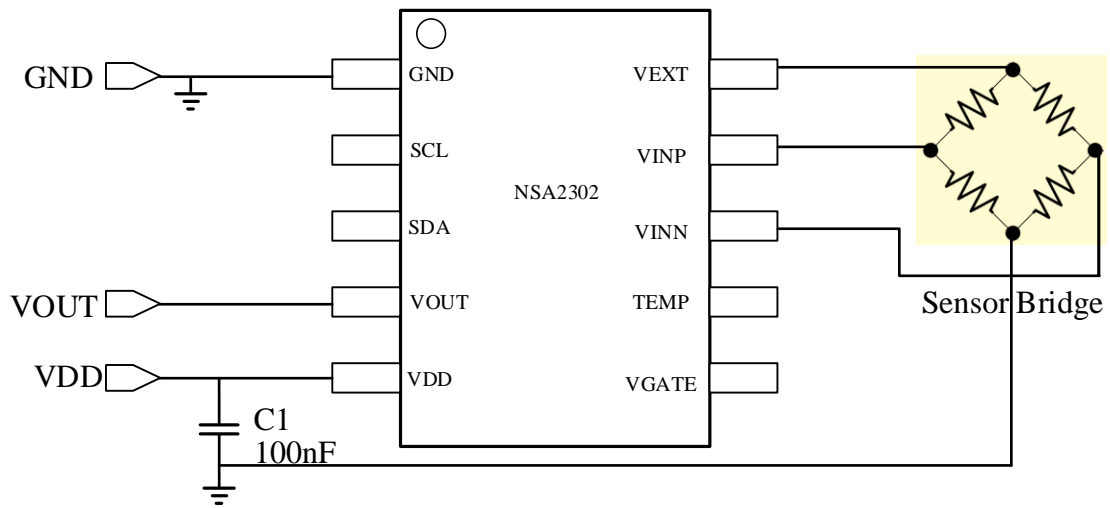 GND
GND
VEXT
SCL
VINP
NSA2302
SDA
VINN
VOUT
VOUT
TEMP
Sensor Bridge
VDD
VDD
VGATE
C1
100nF